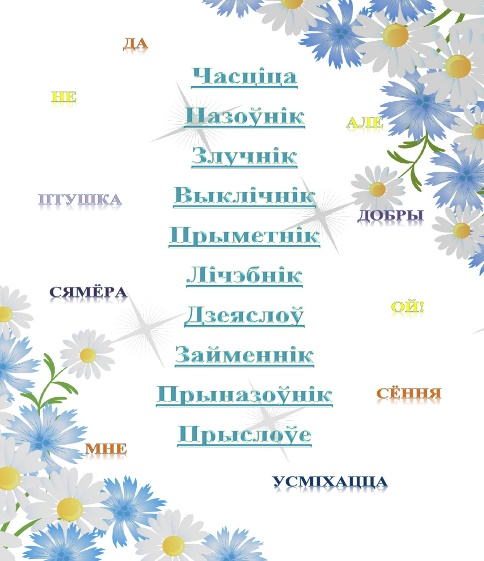 ДА
Часціца
НЕ
Назоўнік
АЛЕ
Злучнік
ПТУШКА
Выклічнік
ДОБРЫ
Прыметнік
Лічэбнік
СЯМЁРА
ОЙ!
Дзеяслоў
Займеннік
Прыназоўнік
СЁННЯ
Прыслоўе
МНЕ
УСМІХАЦЦА